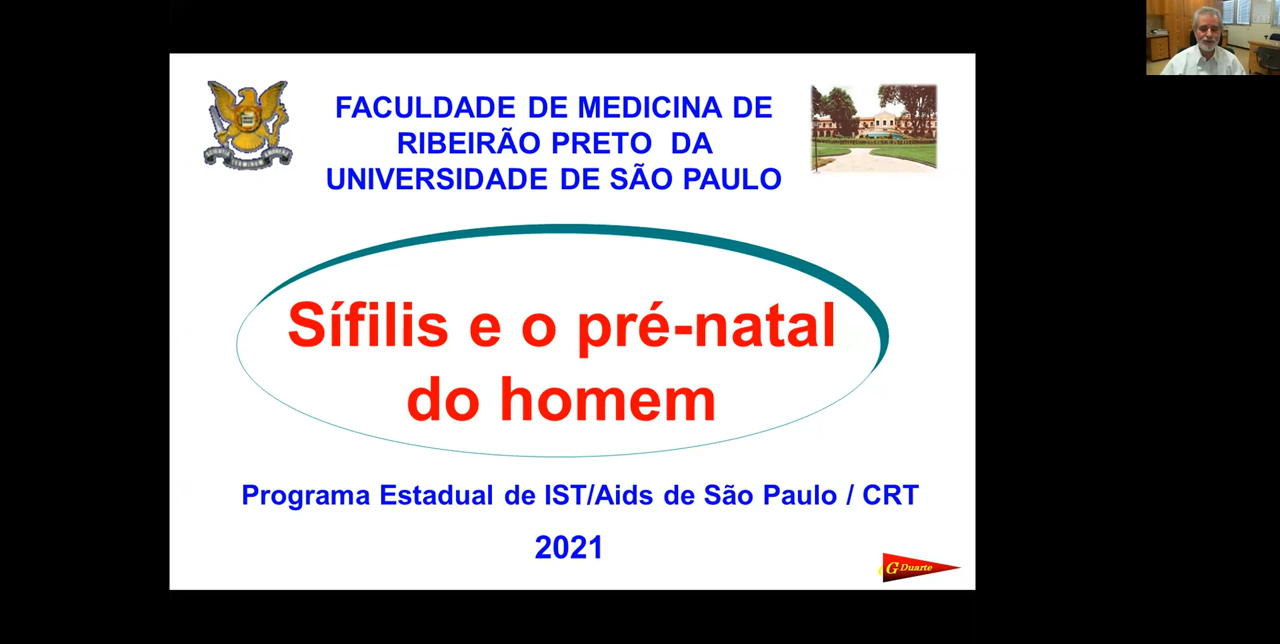 FACULDADE DE MEDICINA DE
RIBEIRÃO PRETO DA
UNIVERSIDADE DE SÃO PAULO
Sífilis e o pré-natal
do homem
Programa Estadual de IST/Aids de São Paulo / CRT
2021
G Duarte